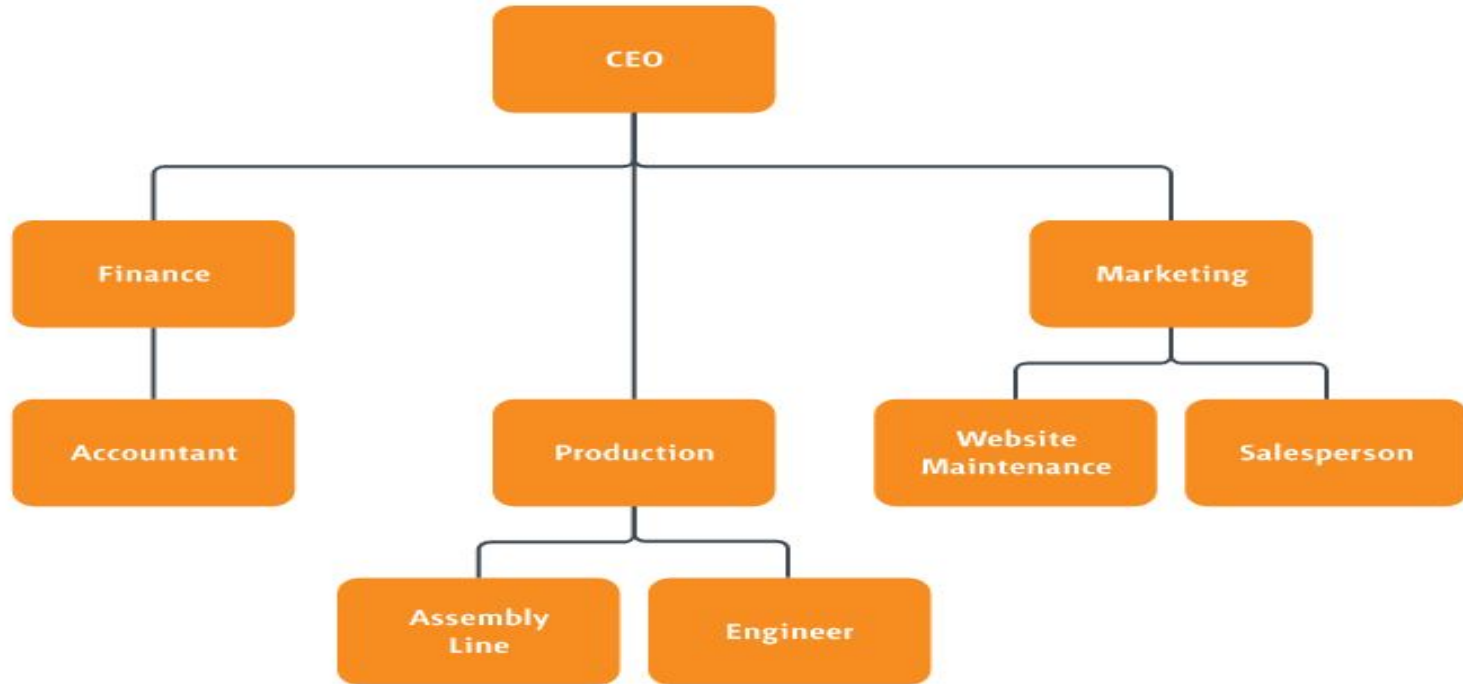 CEO
Finance
Marketing
Accountant
Production
Website
Maintenance
Salesperson
Assembly
Line
Engineer